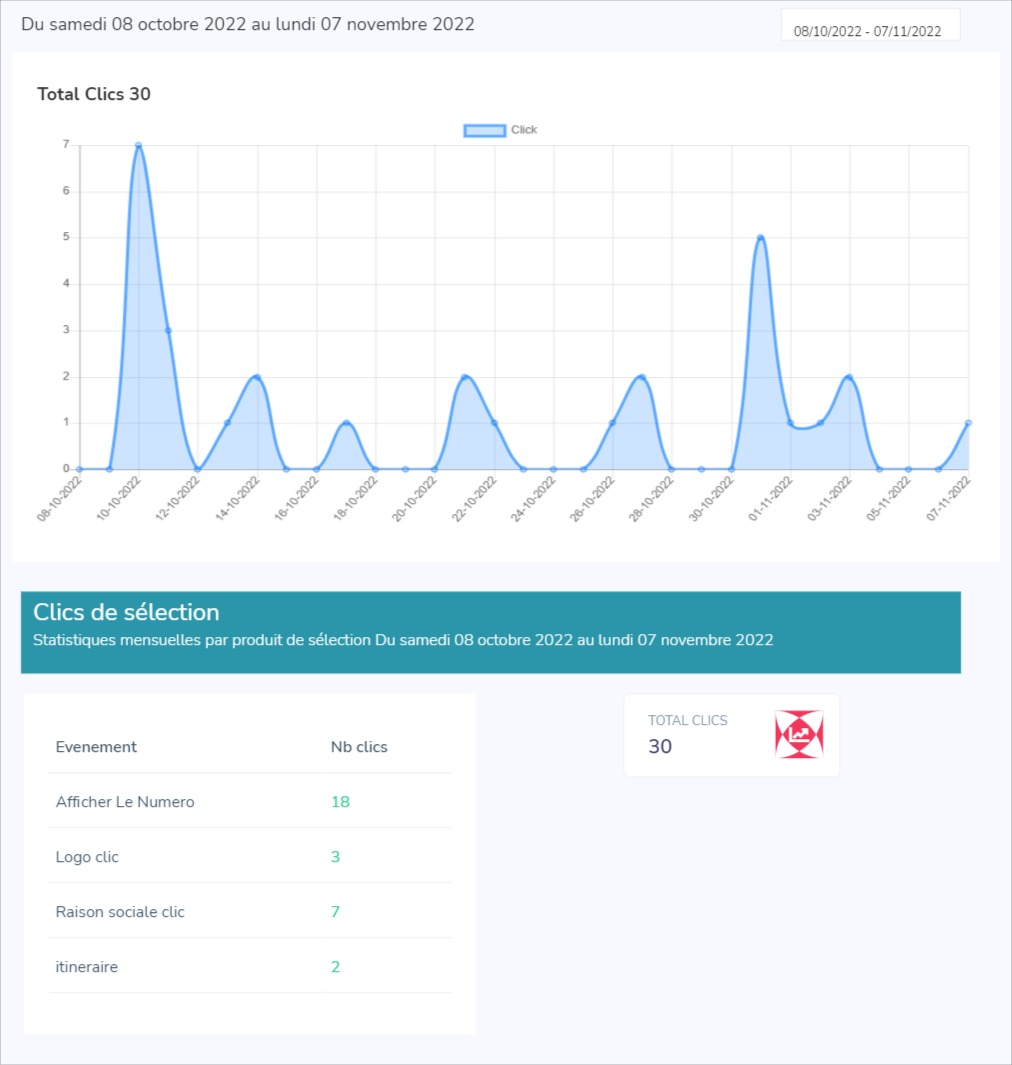 Du samedi 08 octobre 2022 au lundi 07 novembre 2022
08/10/2022 - 07/11/2022
Total Clics 30
Click
7
6
5
4
3
2
1
0
08-10-2022
10-10-2022
12-10-2022
14-10-2022
16-10-2022
18-10-2022
20-10-2022
22-10-2022
24-10-2022
26-10-2022
28-10-2022
30-10-2022
01-11-2022
03-11-2022
05-11-2022
07-11-2022
Clics de sélection
Statistiques mensuelles par produit de sélection Du samedi 08 octobre 2022 au lundi 07 novembre 2022
Evenement Nb clics
Afficher Le Numero 18
Logo clic 3
Raison sociale clic 7
itineraire 2
TOTAL CLICS
30